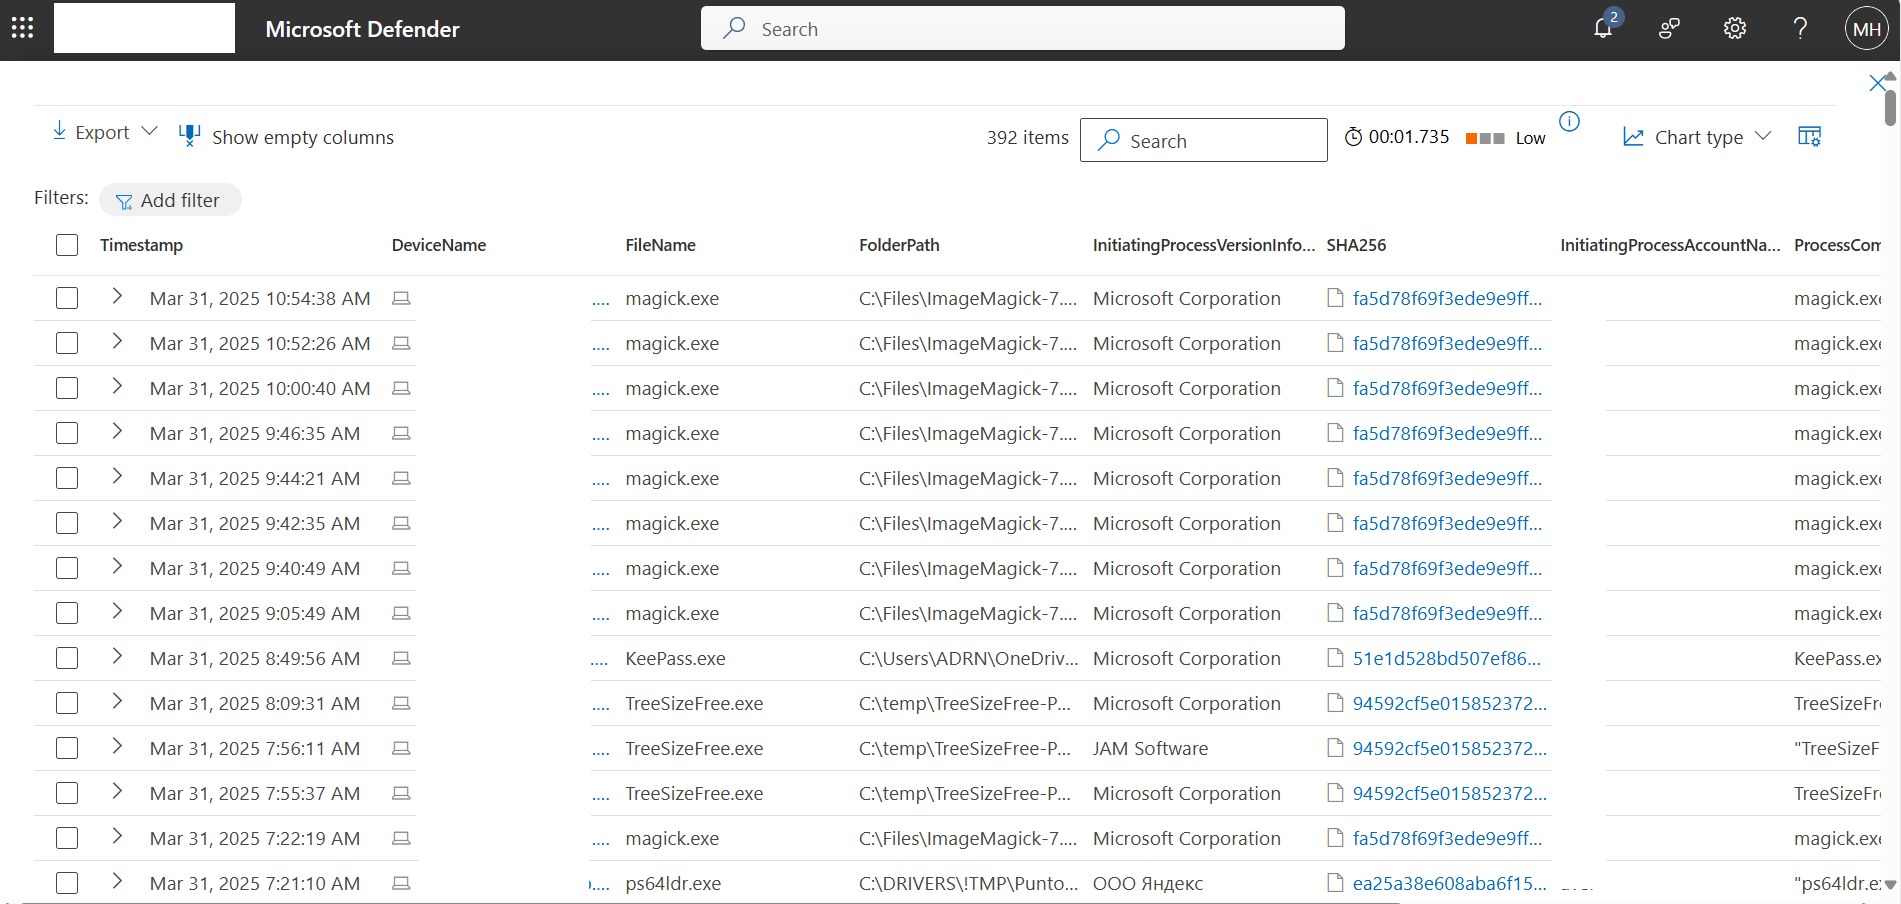 Microsoft Defender Search 2 MH
Export Show empty columns 392 items Search 00:01.735 Low Chart type
Filters: Add filter
Timestamp DeviceName FileName FolderPath InitiatingProcessVersionInfo... SHA256 InitiatingProcessAccountNa... ProcessCom
Mar 31, 2025 10:54:38 AM .... magick.exe C:\Files\ImageMagick-7.... Microsoft Corporation fa5d78f69f3ede9e9ff... magick.exe
Mar 31, 2025 10:52:26 AM .... magick.exe C:\Files\ImageMagick-7.... Microsoft Corporation fa5d78f69f3ede9e9ff... magick.exe
Mar 31, 2025 10:00:40 AM .... magick.exe C:\Files\ImageMagick-7.... Microsoft Corporation fa5d78f69f3ede9e9ff... magick.exe
Mar 31, 2025 9:46:35 AM .... magick.exe C:\Files\ImageMagick-7.... Microsoft Corporation fa5d78f69f3ede9e9ff... magick.exe
Mar 31, 2025 9:44:21 AM .... magick.exe C:\Files\ImageMagick-7.... Microsoft Corporation fa5d78f69f3ede9e9ff... magick.exe
Mar 31, 2025 9:42:35 AM .... magick.exe C:\Files\ImageMagick-7.... Microsoft Corporation fa5d78f69f3ede9e9ff... magick.exe
Mar 31, 2025 9:40:49 AM .... magick.exe C:\Files\ImageMagick-7.... Microsoft Corporation fa5d78f69f3ede9e9ff... magick.exe
Mar 31, 2025 9:05:49 AM .... magick.exe C:\Files\ImageMagick-7.... Microsoft Corporation fa5d78f69f3ede9e9ff... magick.exe
Mar 31, 2025 8:49:56 AM .... KeePass.exe C:\Users\ADRN\OneDriv... Microsoft Corporation 51e1d528bd507ef86... KeePass.ex
Mar 31, 2025 8:09:31 AM .... TreeSizeFree.exe C:\temp\TreeSizeFree-P... Microsoft Corporation 94592cf5e015852372... TreeSizeFr
Mar 31, 2025 7:56:11 AM .... TreeSizeFree.exe C:\temp\TreeSizeFree-P... JAM Software 94592cf5e015852372... "TreeSizeF
Mar 31, 2025 7:55:37 AM .... TreeSizeFree.exe C:\temp\TreeSizeFree-P... Microsoft Corporation 94592cf5e015852372... TreeSizeFr
Mar 31, 2025 7:22:19 AM .... magick.exe C:\Files\ImageMagick-7.... Microsoft Corporation fa5d78f69f3ede9e9ff... magick.exe
Mar 31, 2025 7:21:10 AM .... ps64ldr.exe C:\DRIVERS\!TMP\Punto... ООО Яндекс ea25a38e608aba6f15... "ps64ldr.e